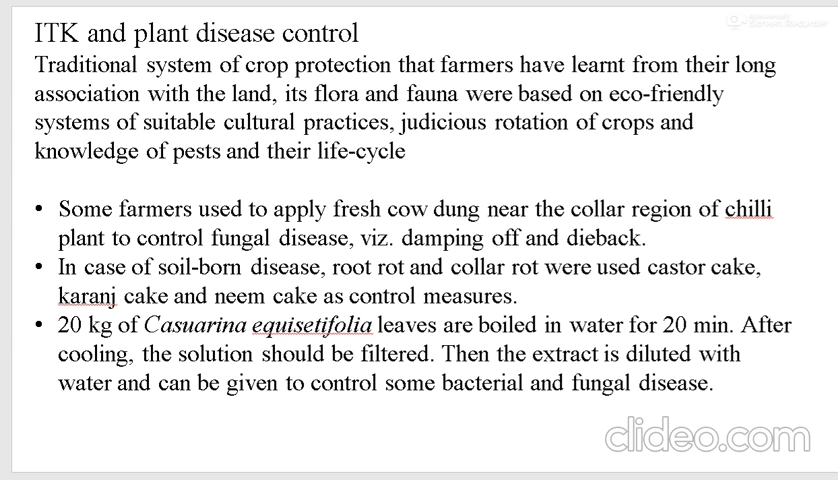 ITK and plant disease control
Traditional system of crop protection that farmers have learnt from their long
association with the land, its flora and fauna were based on eco-friendly
systems of suitable cultural practices, judicious rotation of crops and
knowledge of pests and their life-cycle
• Some farmers used to apply fresh cow dung near the collar region of chilli
plant to control fungal disease, viz. damping off and dieback.
• In case of soil-born disease, root rot and collar rot were used castor cake,
karanj cake and neem cake as control measures.
• 20 kg of Casuarina equisetifolia leaves are boiled in water for 20 min. After
cooling, the solution should be filtered. Then the extract is diluted with
water and can be given to control some bacterial and fungal disease.
clideo.com